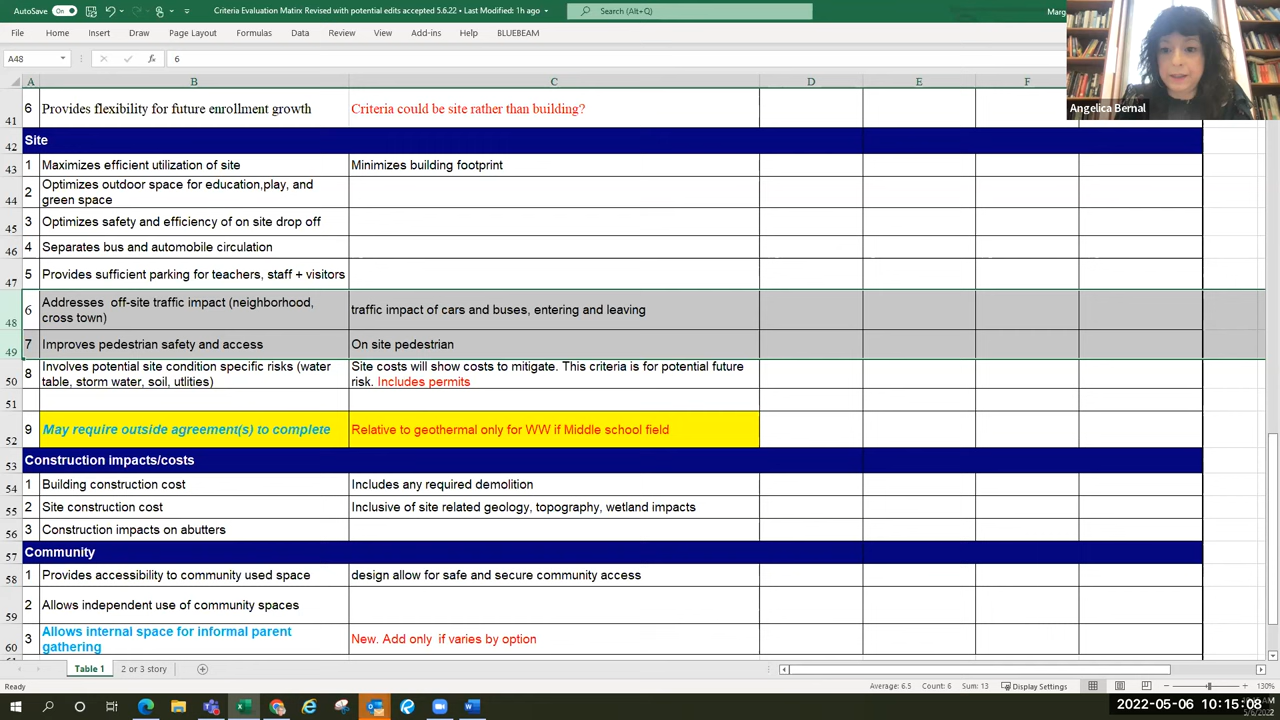 AutoSave On
Criteria Evaluation Matirx Revised with potential edits accepted 5.6.22 • Last Modified: 1h ago
Search (Alt+Q)
Marg
File Home Insert Draw Page Layout Formulas Data Review View Add-ins Help BLUEBEAM
A48 fx 6
Angelica Bernal
A B C D E F
41 6 Provides flexibility for future enrollment growth Criteria could be site rather than building?
42 Site
43 1 Maximizes efficient utilization of site Minimizes building footprint
44 2 Optimizes outdoor space for education,play, and
green space
45 3 Optimizes safety and efficiency of on site drop off
46 4 Separates bus and automobile circulation
47 5 Provides sufficient parking for teachers, staff + visitors
48 6 Addresses off-site traffic impact (neighborhood, traffic impact of cars and buses, entering and leaving
cross town)
49 7 Improves pedestrian safety and access On site pedestrian
50 8 Involves potential site condition specific risks (water Site costs will show costs to mitigate. This criteria is for potential future
table, storm water, soil, utlities) risk. Includes permits
51
52 9 May require outside agreement(s) to complete Relative to geothermal only for WW if Middle school field
53 Construction impacts/costs
54 1 Building construction cost Includes any required demolition
55 2 Site construction cost Inclusive of site related geology, topography, wetland impacts
56 3 Construction impacts on abutters
57 Community
58 1 Provides accessibility to community used space design allow for safe and secure community access
59 2 Allows independent use of community spaces
60 3 Allows internal space for informal parent New. Add only if varies by option
gathering
Table 1 2 or 3 story
Ready Average: 6.5 Count: 6 Sum: 13 Display Settings 130%
2022-05-06 10:15:08